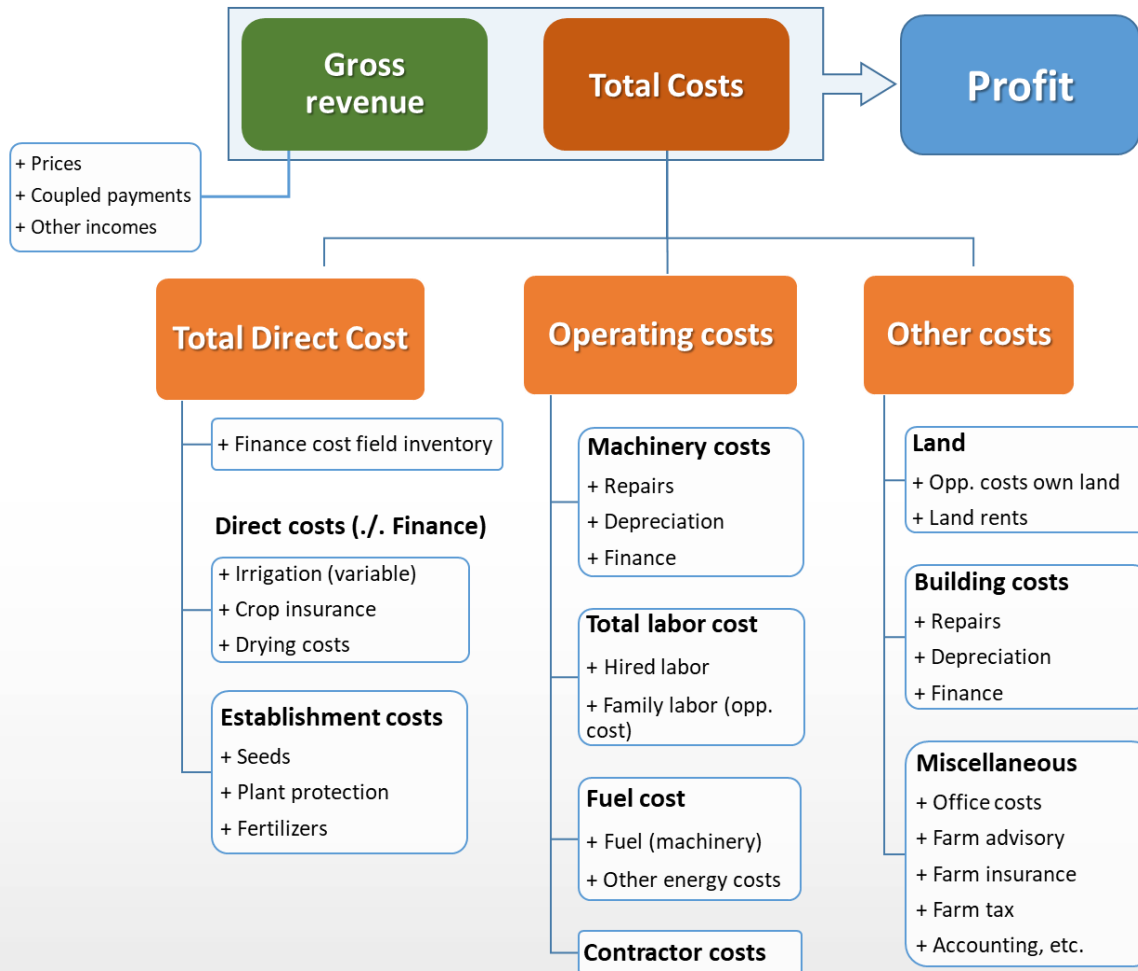 Gross
revenue
Total Costs
Profit
+ Prices
+ Coupled payments
+ Other incomes
Total Direct Cost
Operating costs
Other costs
+ Finance cost field inventory
Direct costs (./. Finance)
+ Irrigation (variable)
+ Crop insurance
+ Drying costs
Establishment costs
+ Seeds
+ Plant protection
+ Fertilizers
Machinery costs
+ Repairs
+ Depreciation
+ Finance
Total labor cost
+ Hired labor
+ Family labor (opp.
cost)
Fuel cost
+ Fuel (machinery)
+ Other energy costs
Contractor costs
Land
+ Opp. costs own land
+ Land rents
Building costs
+ Repairs
+ Depreciation
+ Finance
Miscellaneous
+ Office costs
+ Farm advisory
+ Farm insurance
+ Farm tax
+ Accounting, etc.